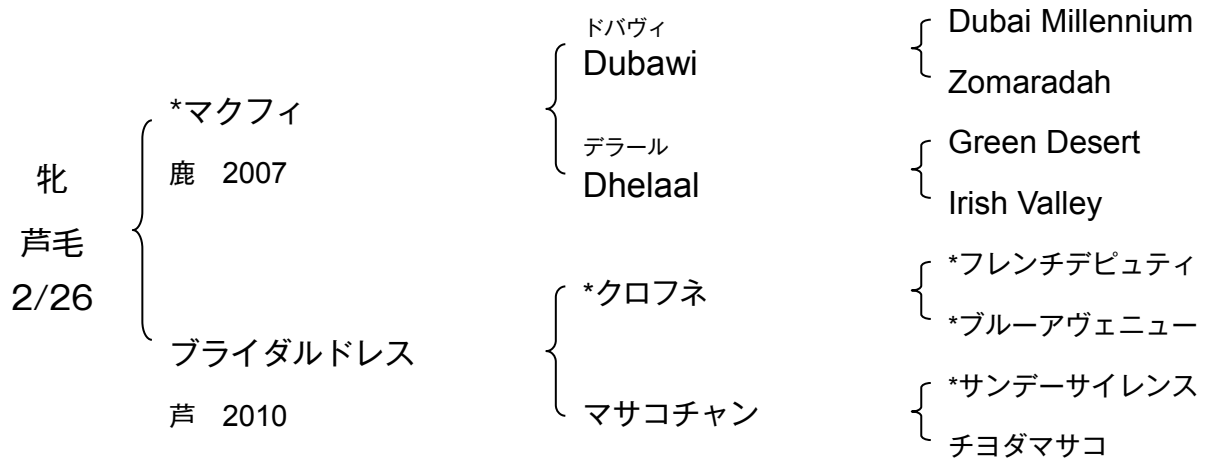 牝
芦毛
2/26
*マクフィ
鹿 2007
ブライダルドレス
芦 2010
ドバヴィ
Dubawi
デラール
Dhelaal
*クロフネ
マサコチャン
Dubai Millennium
Zomaradah
Green Desert
Irish Valley
*フレンチデピュティ
*ブルーアヴェニュー
*サンデーサイレンス
チヨダマサコ